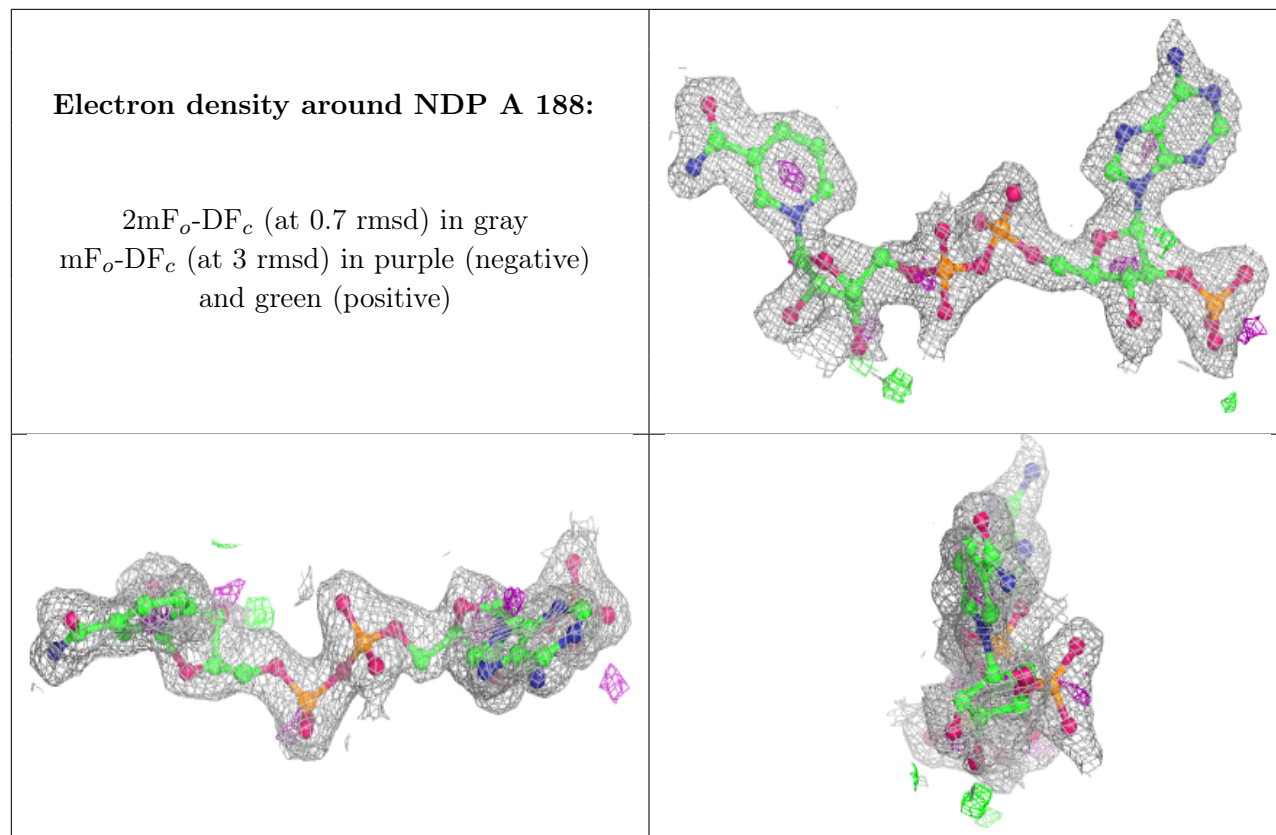 Electron density around NDP A 188:
2mFₒ-DF𝒸 (at 0.7 rmsd) in gray
mFₒ-DF𝒸 (at 3 rmsd) in purple (negative)
and green (positive)